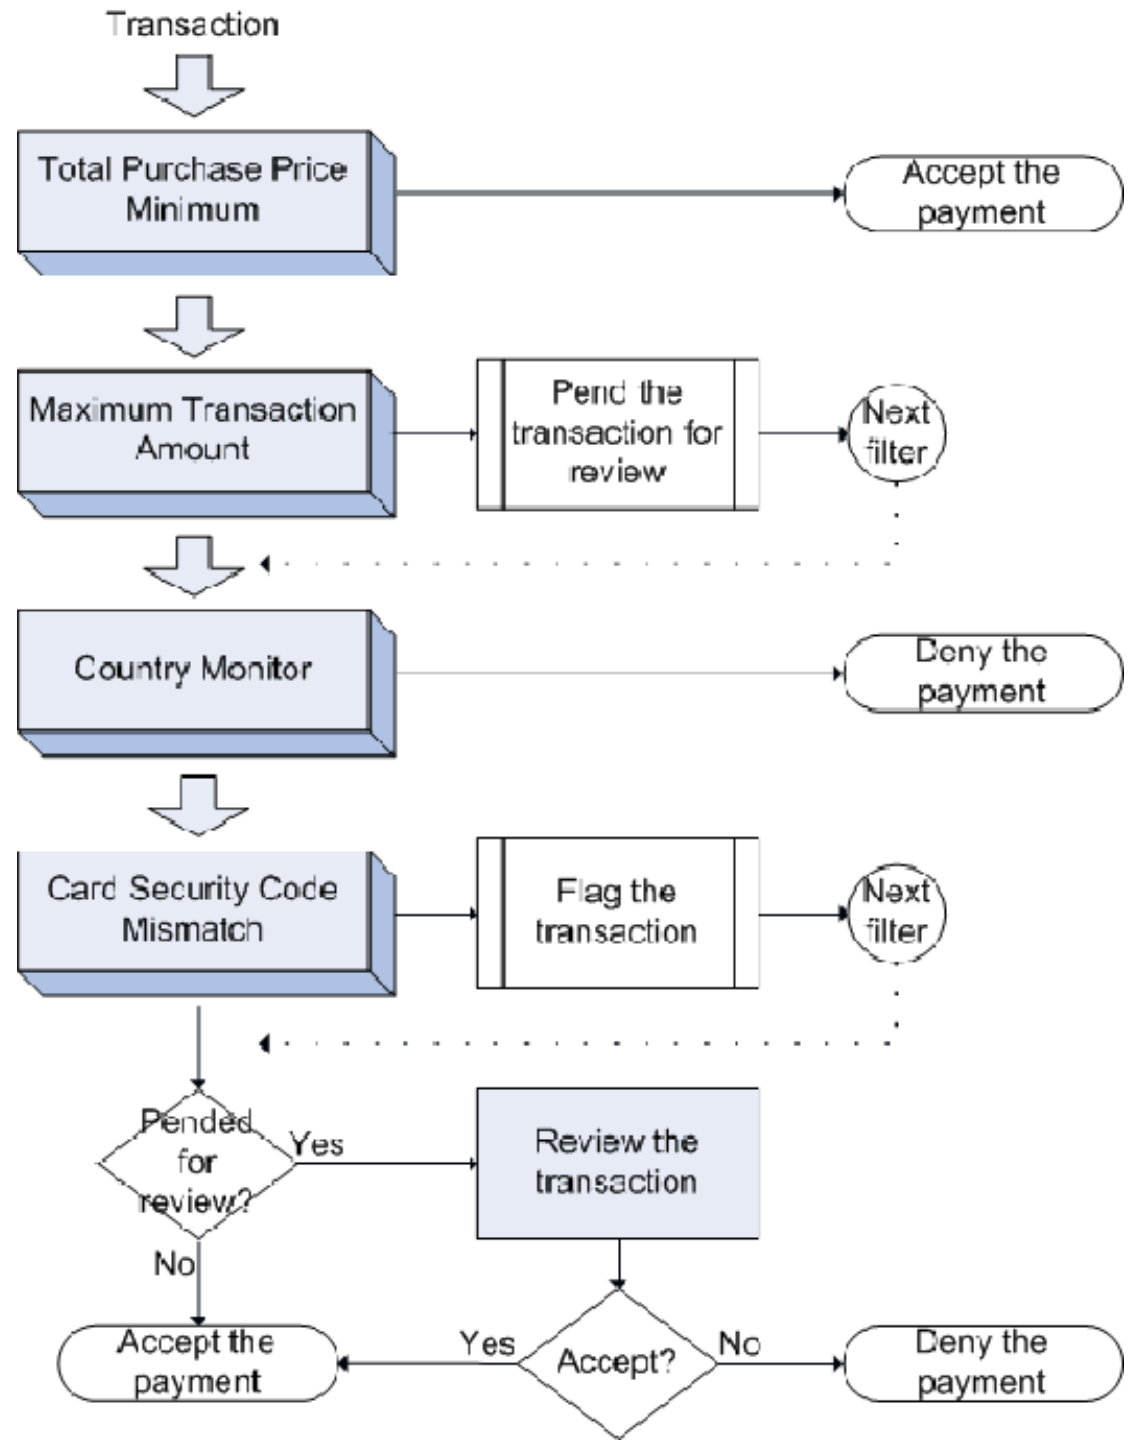 Transaction
Total Purchase Price
Minimum
Accept the
payment
Maximum Transaction
Amount
Pend the
transaction for
review
Next
filter
Country Monitor
Deny the
payment
Card Security Code
Mismatch
Flag the
transaction
Next
filter
Pended
for
review?
Yes
Review the
transaction
No
Accept the
payment
Yes
Accept?
No
Deny the
payment